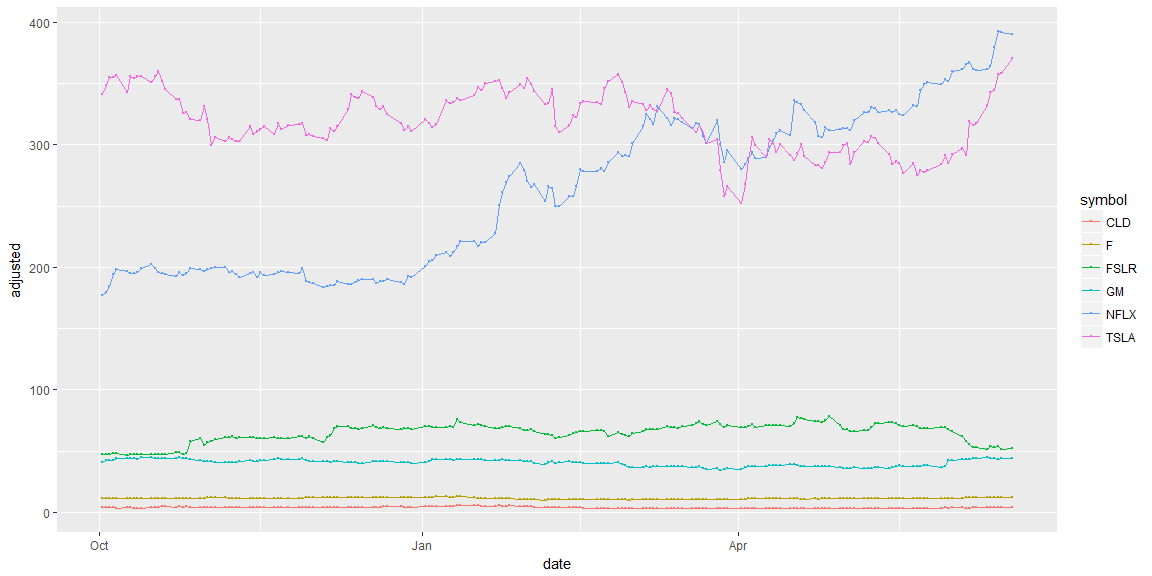 400
300
200
100
0
adjusted
Oct
Jan
Apr
date
symbol
CLD
F
FSLR
GM
NFLX
TSLA